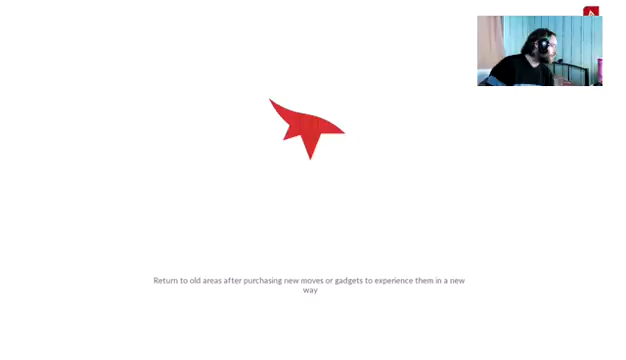 Return to old areas after purchasing new moves or gadgets to experience them in a new
way